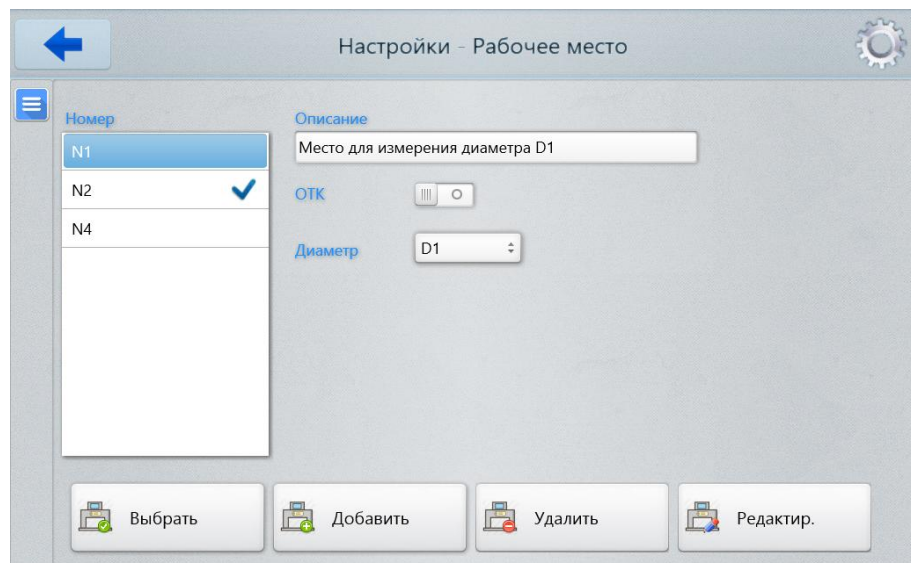 Настройки - Рабочее место
Номер
Описание
N1
Место для измерения диаметра D1
N2
ОТК
N4
Диаметр
D1
Выбрать
Добавить
Удалить
Редактир.